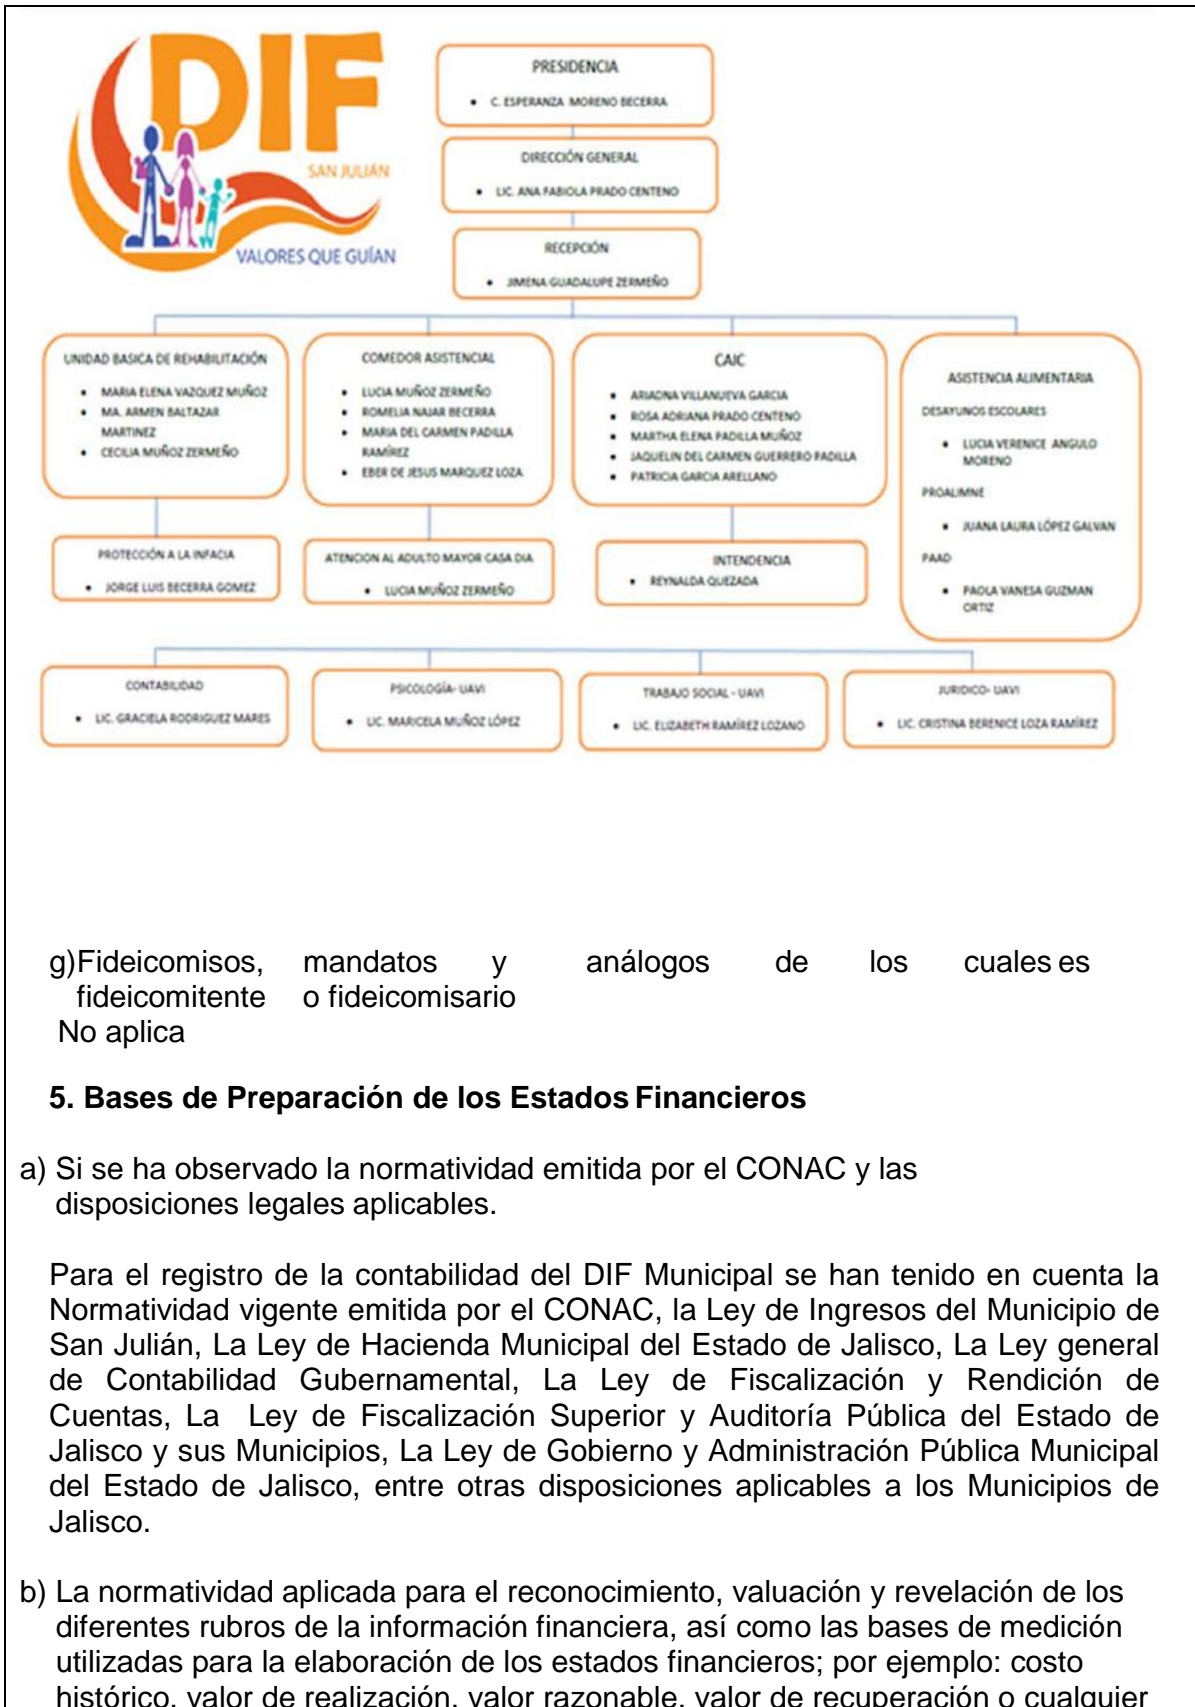 DIF
SAN JULIÁN
VALORES QUE GUÍAN
PRESIDENCIA
• C. ESPERANZA MORENO BECERRA
DIRECCIÓN GENERAL
• LIC. ANA FABIOLA PRADO CENTENO
RECEPCIÓN
• JIMENA GUADALUPE ZERMEÑO
UNIDAD BASICA DE REHABILITACIÓN
• MARIA ELENA VAZQUEZ MUÑOZ
• MA. ARMEN BALTAZAR
MARTINEZ
• CECILIA MUÑOZ ZERMEÑO
COMEDOR ASISTENCIAL
• LUCIA MUÑOZ ZERMEÑO
• ROMELIA NAJAR BECERRA
• MARIA DEL CARMEN PADILLA
RAMÍREZ
• EBER DE JESUS MARQUEZ LOZA
CAIC
• ARIADNA VILLANUEVA GARCIA
• ROSA ADRIANA PRADO CENTENO
• MARTHA ELENA PADILLA MUÑOZ
• JAQUELIN DEL CARMEN GUERRERO PADILLA
• PATRICIA GARCIA ARELLANO
ASISTENCIA ALIMENTARIA
DESAYUNOS ESCOLARES
• LUCIA VERENICE ANGULO
MORENO
PROALIMNE
• JUANA LAURA LÓPEZ GALVAN
PAAD
• PAOLA VANESA GUZMAN
ORTIZ
PROTECCIÓN A LA INFACIA
• JORGE LUIS BECERRA GOMEZ
ATENCION AL ADULTO MAYOR CASA DIA
• LUCIA MUÑOZ ZERMEÑO
INTENDENCIA
• REYNALDA QUEZADA
CONTABILIDAD
• LIC. GRACIELA RODRIGUEZ MARES
PSICOLOGÍA- UAVI
• LIC. MARICELA MUÑOZ LÓPEZ
TRABAJO SOCIAL - UAVI
• LIC. ELIZABETH RAMÍREZ LOZANO
JURIDICO- UAVI
• LIC. CRISTINA BERENICE LOZA RAMÍREZ
g)Fideicomisos, mandatos y análogos de los cuales es
fideicomitente o fideicomisario
No aplica
5. Bases de Preparación de los Estados Financieros
a) Si se ha observado la normatividad emitida por el CONAC y las
disposiciones legales aplicables.
Para el registro de la contabilidad del DIF Municipal se han tenido en cuenta la
Normatividad vigente emitida por el CONAC, la Ley de Ingresos del Municipio de
San Julián, La Ley de Hacienda Municipal del Estado de Jalisco, La Ley general
de Contabilidad Gubernamental, La Ley de Fiscalización y Rendición de
Cuentas, La Ley de Fiscalización Superior y Auditoría Pública del Estado de
Jalisco y sus Municipios, La Ley de Gobierno y Administración Pública Municipal
del Estado de Jalisco, entre otras disposiciones aplicables a los Municipios de
Jalisco.
b) La normatividad aplicada para el reconocimiento, valuación y revelación de los
diferentes rubros de la información financiera, así como las bases de medición
utilizadas para la elaboración de los estados financieros; por ejemplo: costo
histórico, valor de realización, valor razonable, valor de recuperación o cualquier